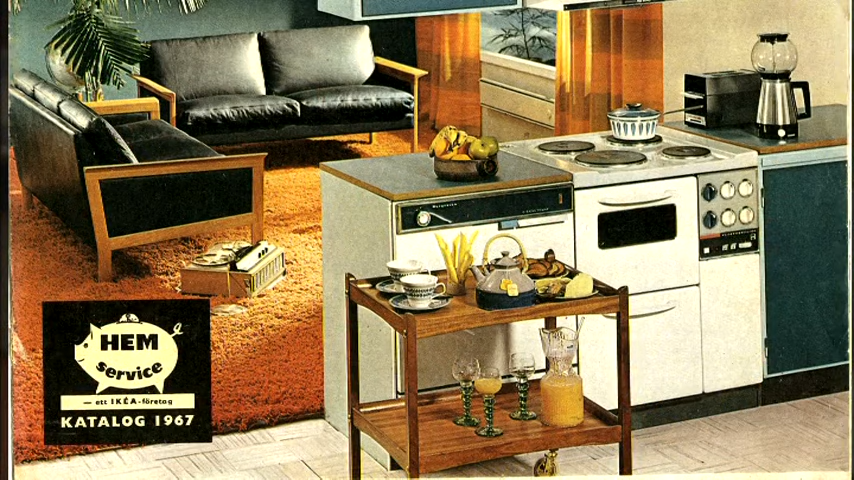 HEM
service
— ett IKÉA-företag
KATALOG 1967